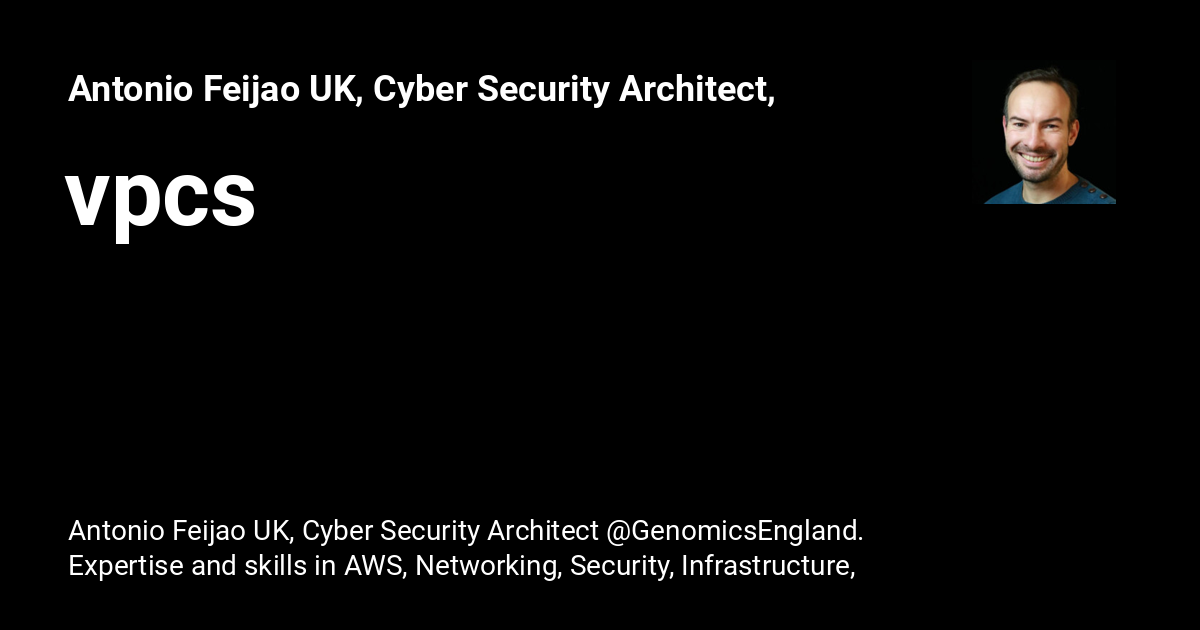 Antonio Feijao UK, Cyber Security Architect,
vpcs
Antonio Feijao UK, Cyber Security Architect @GenomicsEngland.
Expertise and skills in AWS, Networking, Security, Infrastructure,